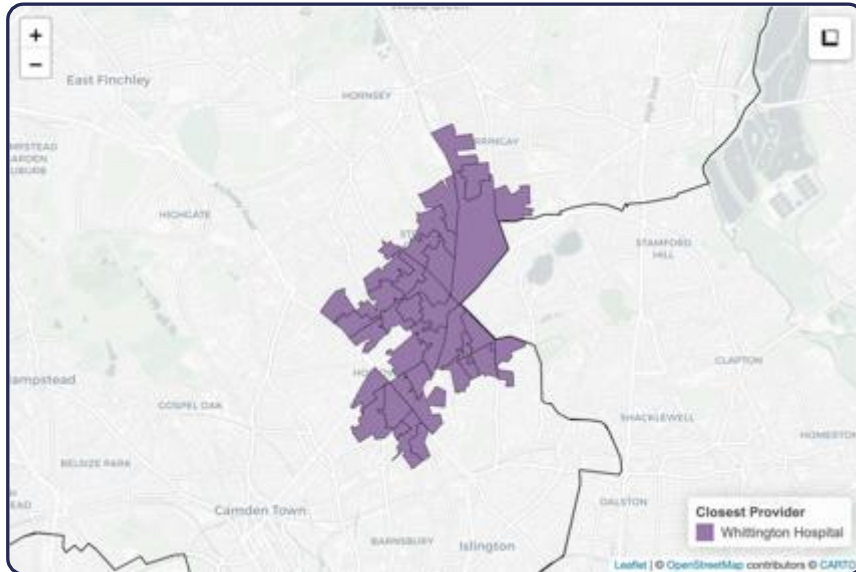 +
−
East Finchley
HORNSEY
HIGHGATE
STAMFORD
HILL
CLAPTON
GOSPEL OAK
SHACKLEWELL
HOMERTON
BELSIZE PARK
Camden Town
DALSTON
BARNSBURY
Islington
Closest Provider
Whittington Hospital
Leaflet | © OpenStreetMap contributors © CARTO